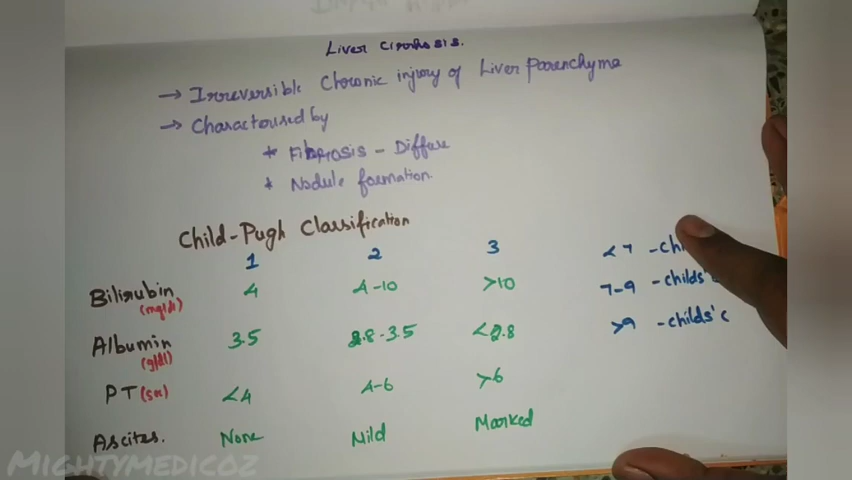 Liver Cirrhosis.
→ Irreversible Chronic injury of Liver Parenchyma
→ Charactorised by
* Fibrosis - Diffuse
* Nodule formation.
Child-Pugh Classification
1 2 3
Bilirubin (mg/dl) 4 4-10 >10
Albumin (g/dl) 3.5 2.8-3.5 <2.8
PT (sec) <4 4-6 >6
Ascites. None Mild Marked
<7 - chi
7-9 - childs'
>9 - childs' c
MIGHTYMEDICOZ